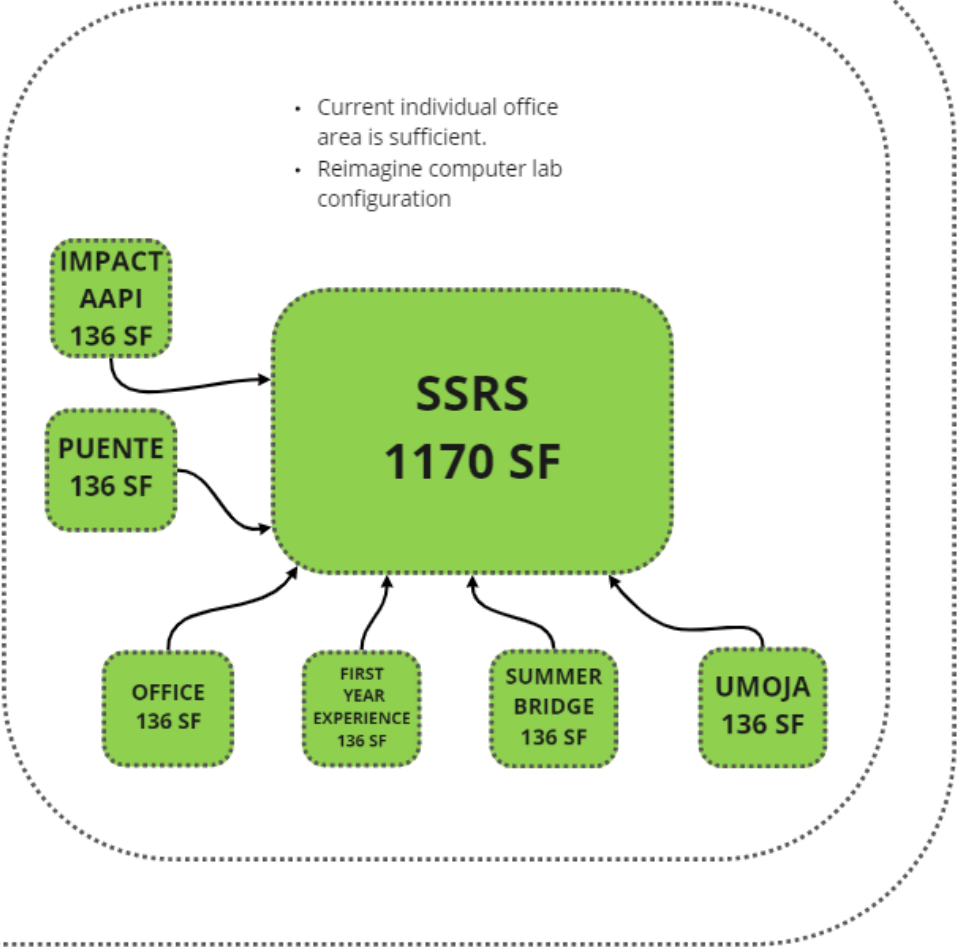 • Current individual office
area is sufficient.
• Reimagine computer lab
configuration
IMPACT
AAPI
136 SF
SSRS
1170 SF
PUENTE
136 SF
OFFICE
136 SF
FIRST
YEAR
EXPERIENCE
136 SF
SUMMER
BRIDGE
136 SF
UMOJA
136 SF